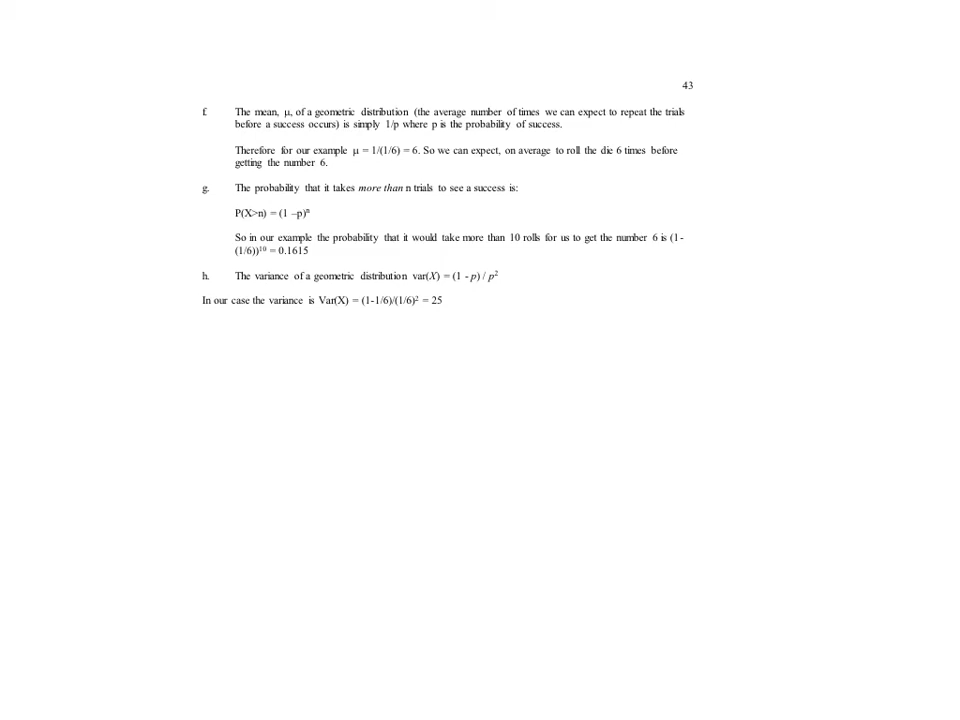 43
f. The mean, μ, of a geometric distribution (the average number of times we can expect to repeat the trials
before a success occurs) is simply 1/p where p is the probability of success.
Therefore for our example μ = 1/(1/6) = 6. So we can expect, on average to roll the die 6 times before
getting the number 6.
g. The probability that it takes more than n trials to see a success is:
P(X>n) = (1 –p)ⁿ
So in our example the probability that it would take more than 10 rolls for us to get the number 6 is (1-
(1/6))¹⁰ = 0.1615
h. The variance of a geometric distribution var(X) = (1 - p) / p²
In our case the variance is Var(X) = (1-1/6)/(1/6)² = 25